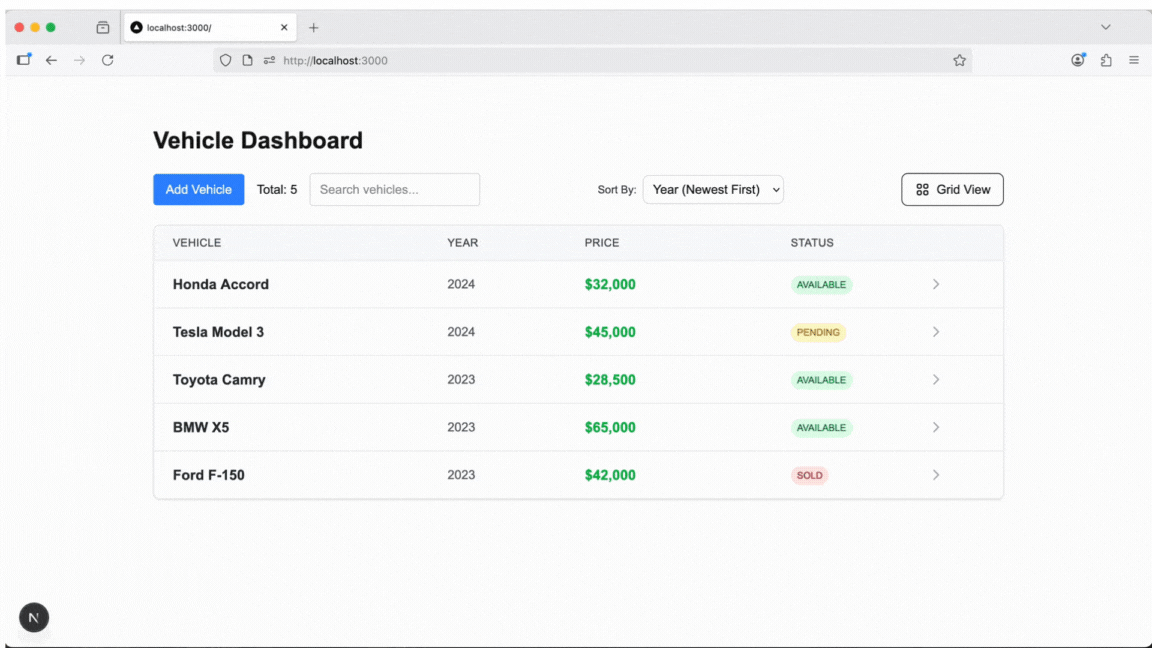 localhost:3000/
http://localhost:3000
Vehicle Dashboard
Add Vehicle Total: 5 Search vehicles... Sort By: Year (Newest First) Grid View
VEHICLE YEAR PRICE STATUS
Honda Accord 2024 $32,000 AVAILABLE
Tesla Model 3 2024 $45,000 PENDING
Toyota Camry 2023 $28,500 AVAILABLE
BMW X5 2023 $65,000 AVAILABLE
Ford F-150 2023 $42,000 SOLD
N